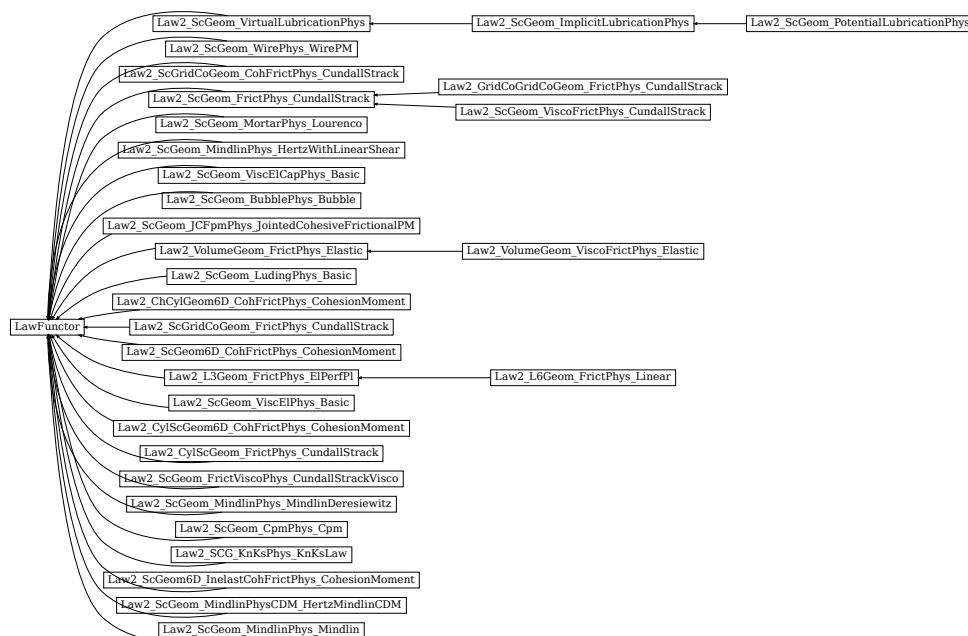 Law2_ScGeom_VirtualLubricationPhys
Law2_ScGeom_ImplicitLubricationPhys
Law2_ScGeom_PotentialLubricationPhys
Law2_ScGeom_WirePhys_WirePM
Law2_ScGridCoGeom_CohFrictPhys_CundallStrack
Law2_GridCoGridCoGeom_FrictPhys_CundallStrack
Law2_ScGeom_FrictPhys_CundallStrack
Law2_ScGeom_ViscoFrictPhys_CundallStrack
Law2_ScGeom_MortarPhys_Lourenco
Law2_ScGeom_MindlinPhys_HertzWithLinearShear
Law2_ScGeom_ViscElCapPhys_Basic
Law2_ScGeom_BubblePhys_Bubble
Law2_ScGeom_JCFpmPhys_JointedCohesiveFrictionalPM
Law2_VolumeGeom_FrictPhys_Elastic
Law2_VolumeGeom_ViscoFrictPhys_Elastic
Law2_ScGeom_LudingPhys_Basic
Law2_ChCylGeom6D_CohFrictPhys_CohesionMoment
LawFunctor
Law2_ScGridCoGeom_FrictPhys_CundallStrack
Law2_ScGeom6D_CohFrictPhys_CohesionMoment
Law2_L3Geom_FrictPhys_ElPerfPl
Law2_L6Geom_FrictPhys_Linear
Law2_ScGeom_ViscElPhys_Basic
Law2_CylScGeom6D_CohFrictPhys_CohesionMoment
Law2_CylScGeom_FrictPhys_CundallStrack
Law2_ScGeom_FrictViscoPhys_CundallStrackVisco
Law2_ScGeom_MindlinPhys_MindlinDeresiewitz
Law2_ScGeom_CpmPhys_Cpm
Law2_SCG_KnKsPhys_KnKsLaw
Law2_ScGeom6D_InelastCohFrictPhys_CohesionMoment
Law2_ScGeom_MindlinPhysCDM_HertzMindlinCDM
Law2_ScGeom_MindlinPhys_Mindlin